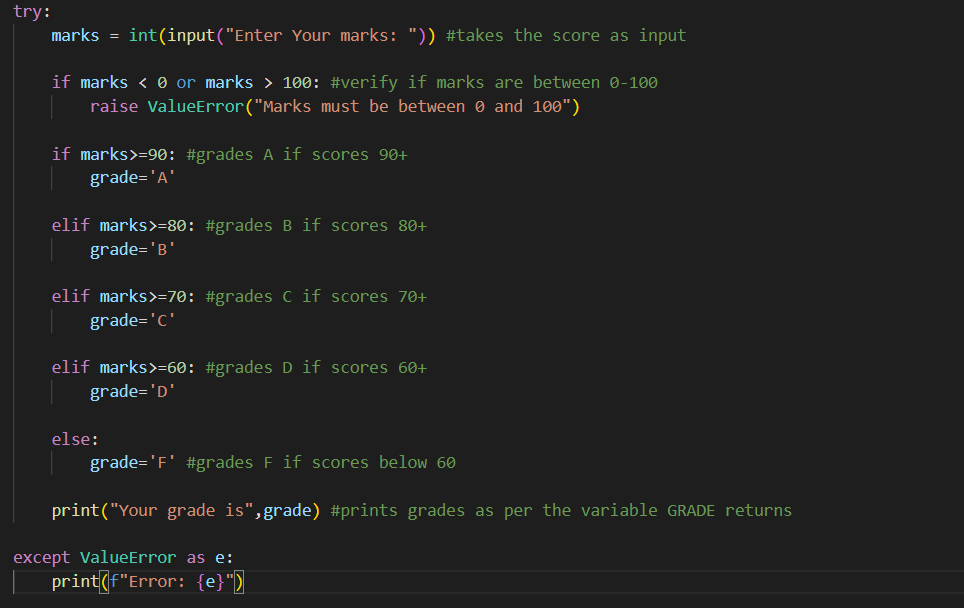 try:
    marks = int(input("Enter Your marks: ")) #takes the score as input
    if marks < 0 or marks > 100: #verify if marks are between 0-100
        raise ValueError("Marks must be between 0 and 100")
    if marks>=90: #grades A if scores 90+
        grade='A'
    elif marks>=80: #grades B if scores 80+
        grade='B'
    elif marks>=70: #grades C if scores 70+
        grade='C'
    elif marks>=60: #grades D if scores 60+
        grade='D'
    else:
        grade='F' #grades F if scores below 60
    print("Your grade is",grade) #prints grades as per the variable GRADE returns
except ValueError as e:
    print(f"Error: {e}")